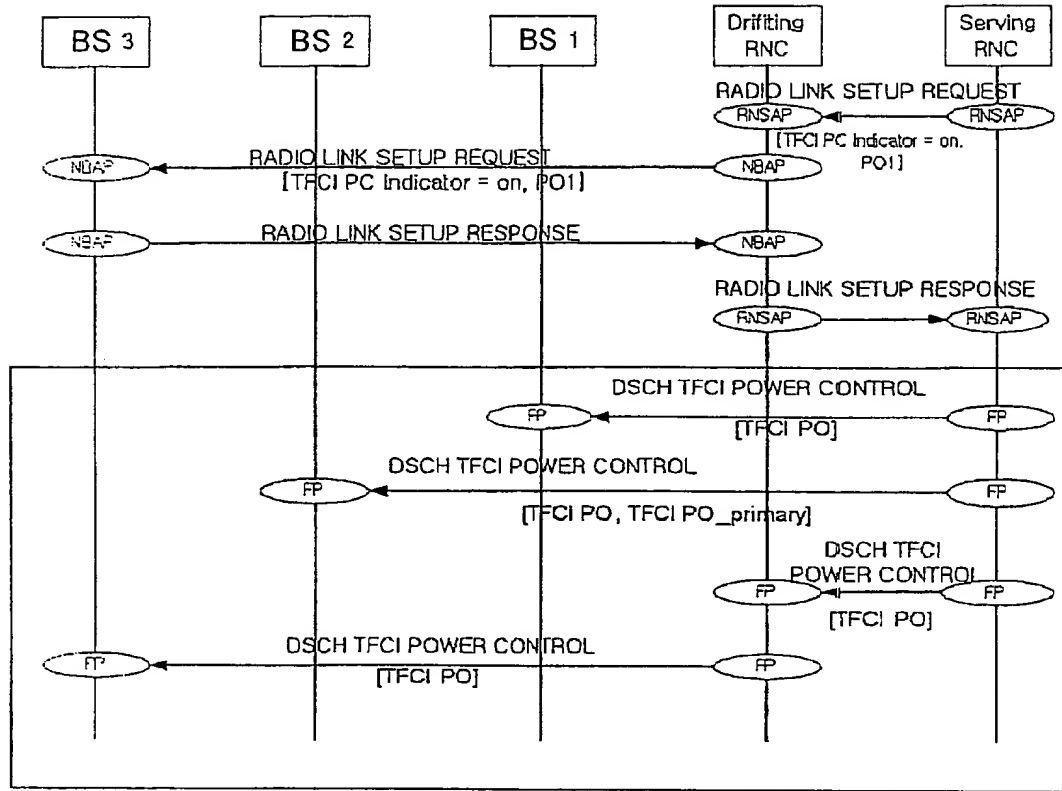 BS 3
BS 2
BS 1
Drifiting
RNC
Serving
RNC
RADIO LINK SETUP REQUEST
RNSAP
RNSAP
[TFCI PC Indicator = on,
PO1]
RADIO LINK SETUP REQUEST
NBAP
NBAP
[TFCI PC Indicator = on, PO1]
RADIO LINK SETUP RESPONSE
NBAP
NBAP
RADIO LINK SETUP RESPONSE
RNSAP
RNSAP
DSCH TFCI POWER CONTROL
FP
FP
[TFCI PO]
DSCH TFCI POWER CONTROL
FP
FP
[TFCI PO, TFCI PO_primary]
DSCH TFCI
POWER CONTROL
FP
FP
[TFCI PO]
DSCH TFCI POWER CONTROL
FP
FP
[TFCI PO]